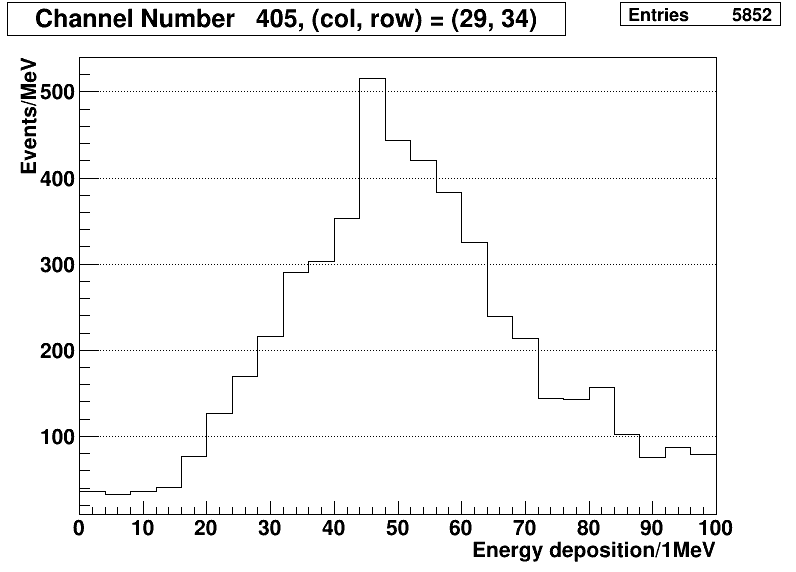 Channel Number 405, (col, row) = (29, 34)
Entries 5852
Events/MeV
500
400
300
200
100
0 10 20 30 40 50 60 70 80 90 100
Energy deposition/1MeV